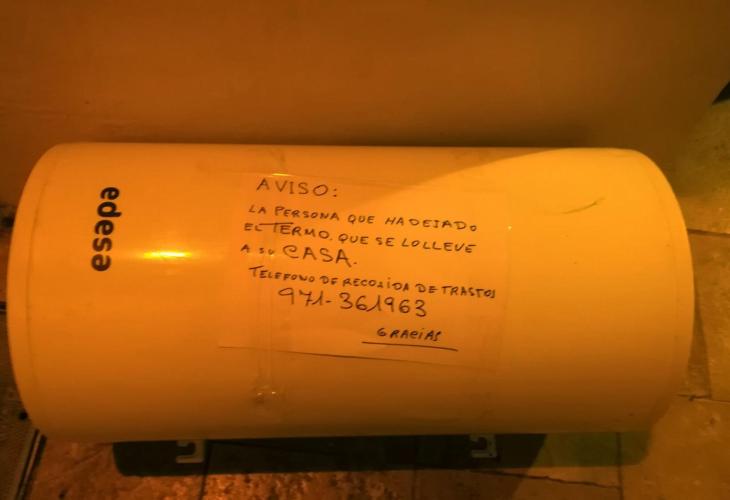 edesa
AVISO:
LA PERSONA QUE HA DEJADO
EL TERMO, QUE SE LO LLEVE
A SU CASA.
TELEFONO DE RECOJIDA DE TRASTOS
971-361963
GRACIAS